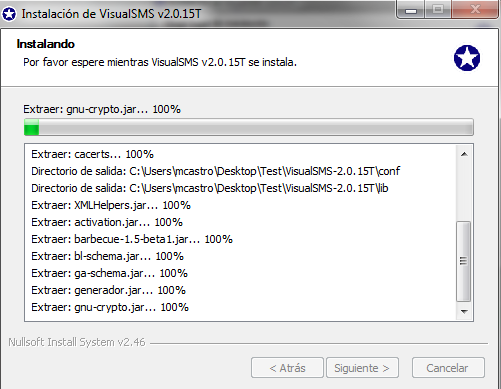 Instalación de VisualSMS v2.0.15T
Instalando
Por favor espere mientras VisualSMS v2.0.15T se instala.
Extraer: gnu-crypto.jar... 100%
Extraer: cacerts... 100%
Directorio de salida: C:\Users\mcastro\Desktop\Test\VisualSMS-2.0.15T\conf
Directorio de salida: C:\Users\mcastro\Desktop\Test\VisualSMS-2.0.15T\lib
Extraer: XMLHelpers.jar... 100%
Extraer: activation.jar... 100%
Extraer: barbecue-1.5-beta1.jar... 100%
Extraer: bl-schema.jar... 100%
Extraer: ga-schema.jar... 100%
Extraer: generador.jar... 100%
Extraer: gnu-crypto.jar... 100%
Nullsoft Install System v2.46
< Atrás Siguiente > Cancelar